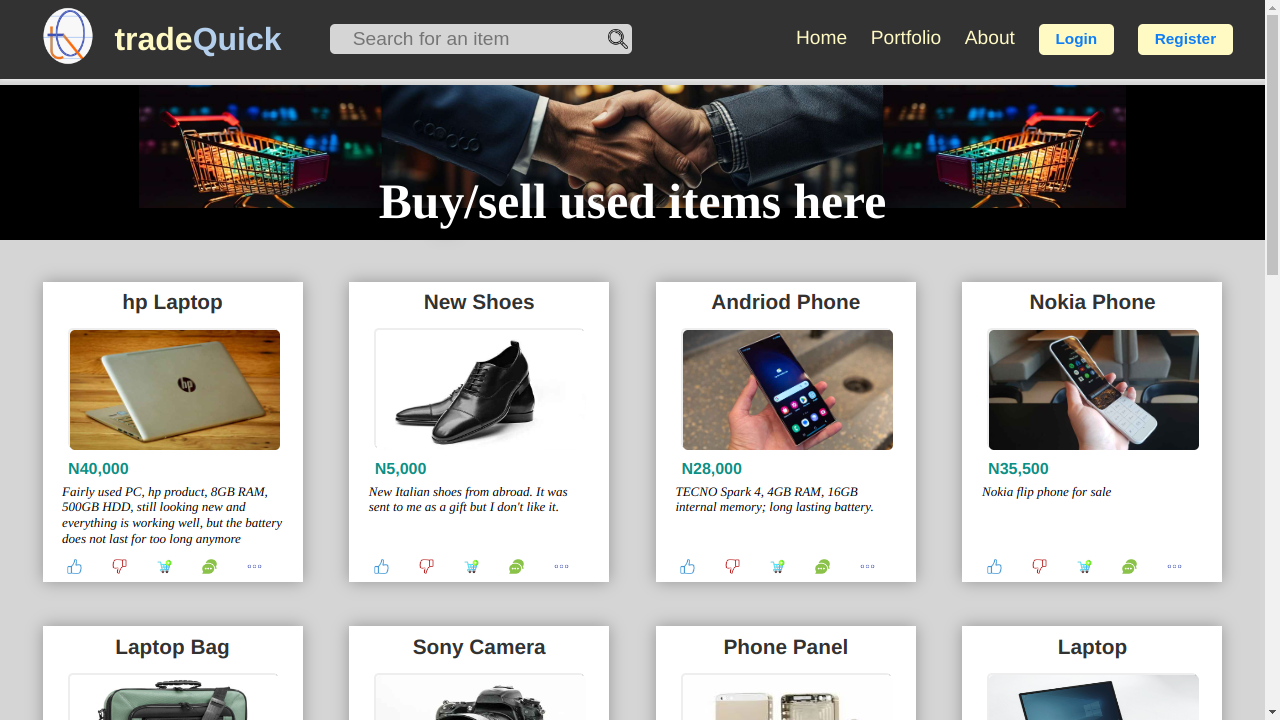 tradeQuick
Search for an item
Home
Portfolio
About
Login
Register
Buy/sell used items here
hp Laptop
hp
N40,000
Fairly used PC, hp product, 8GB RAM,
500GB HDD, still looking new and
everything is working well, but the battery
does not last for too long anymore
New Shoes
N5,000
New Italian shoes from abroad. It was
sent to me as a gift but I don't like it.
Andriod Phone
N28,000
TECNO Spark 4, 4GB RAM, 16GB
internal memory; long lasting battery.
Nokia Phone
N35,500
Nokia flip phone for sale
Laptop Bag
Sony Camera
Phone Panel
Laptop